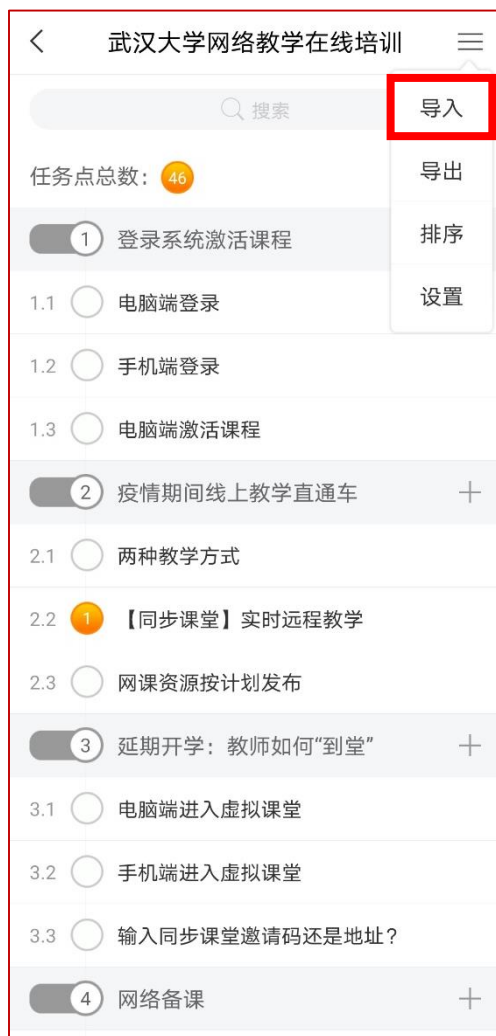 武汉大学网络教学在线培训
搜索
导入
任务点总数： 46
导出
1 登录系统激活课程
排序
1.1 电脑端登录
设置
1.2 手机端登录
1.3 电脑端激活课程
2 疫情期间线上教学直通车
2.1 两种教学方式
2.2 1 【同步课堂】实时远程教学
2.3 网课资源按计划发布
3 延期开学：教师如何“到堂”
3.1 电脑端进入虚拟课堂
3.2 手机端进入虚拟课堂
3.3 输入同步课堂邀请码还是地址？
4 网络备课